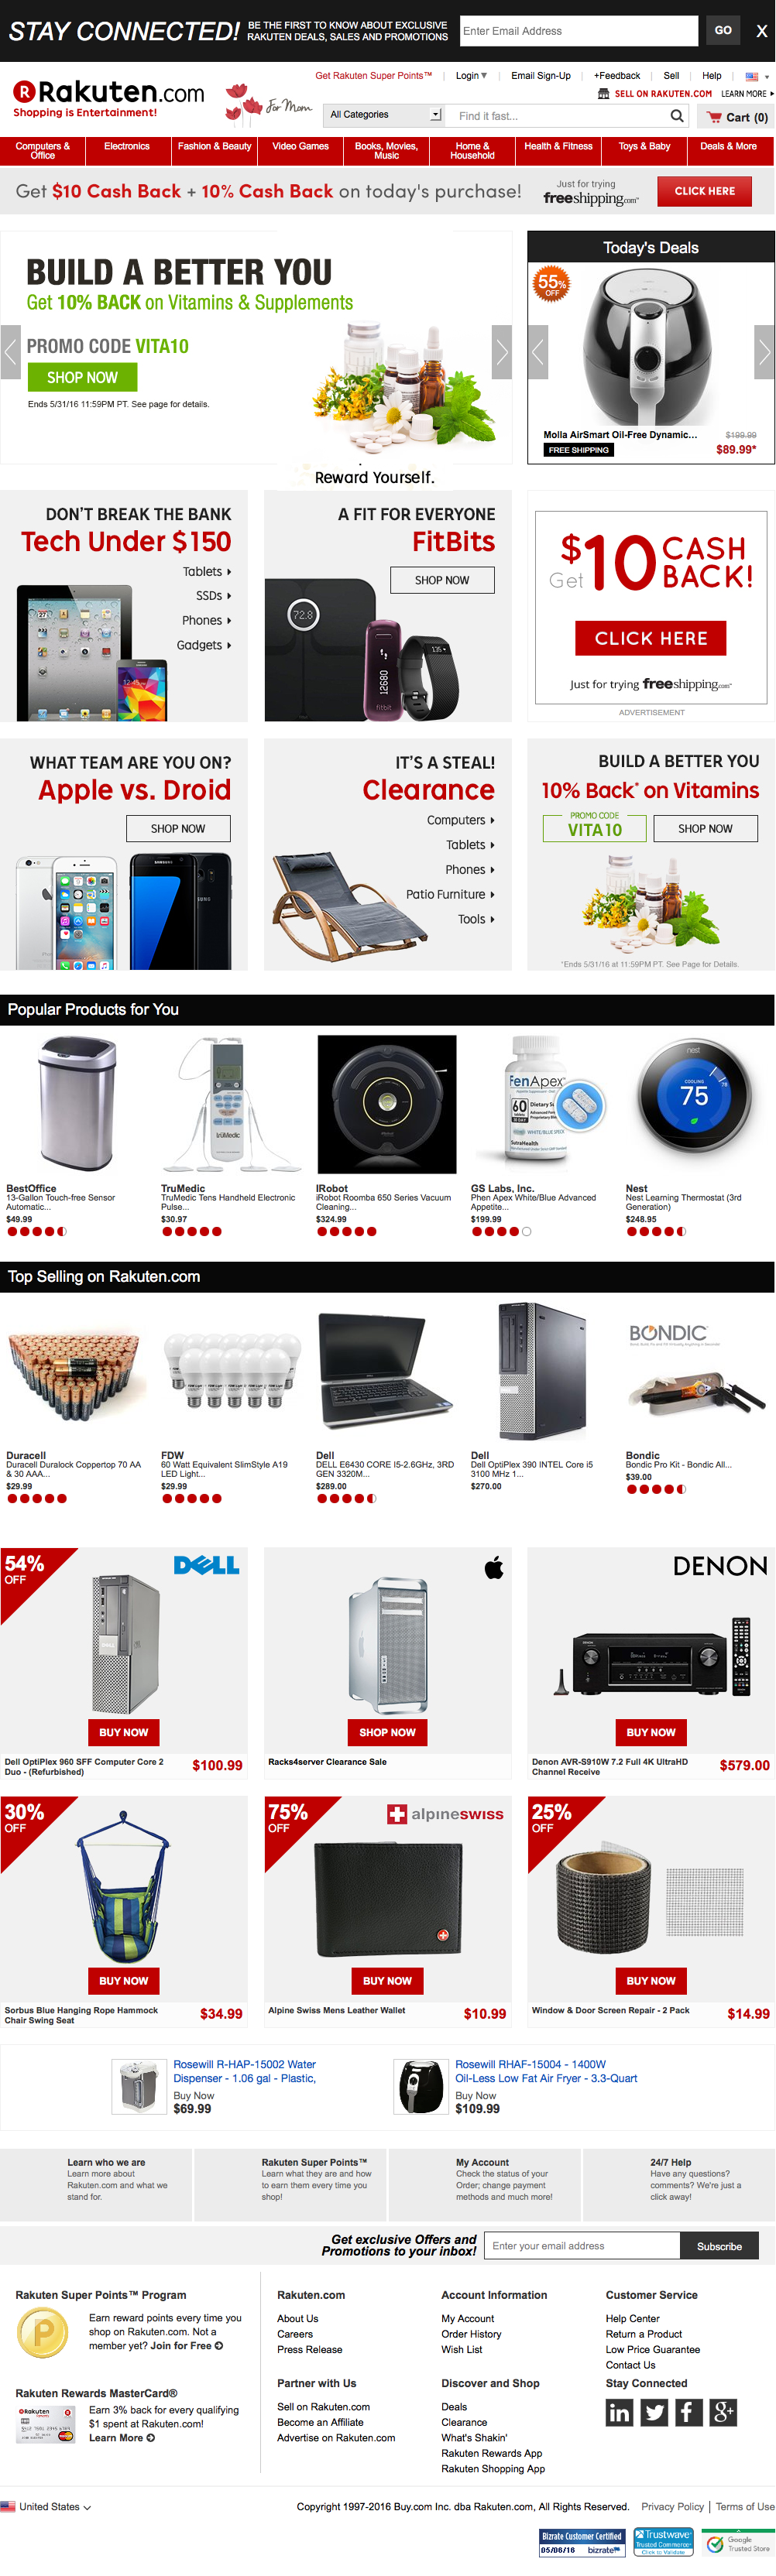 STAY CONNECTED! BE THE FIRST TO KNOW ABOUT EXCLUSIVE
RAKUTEN DEALS, SALES AND PROMOTIONS
Enter Email Address
GO
X
Get Rakuten Super Points™ | Login | Email Sign-Up | +Feedback | Sell | Help
SELL ON RAKUTEN.COM LEARN MORE
Rakuten.com
Shopping is Entertainment!
For Mom
All Categories
Find it fast...
Cart (0)
Computers &
Office
Electronics
Fashion & Beauty
Video Games
Books, Movies,
Music
Home &
Household
Health & Fitness
Toys & Baby
Deals & More
Get $10 Cash Back + 10% Cash Back on today's purchase!
Just for trying
freeshipping.com
CLICK HERE
BUILD A BETTER YOU
Get 10% BACK on Vitamins & Supplements
PROMO CODE VITA10
SHOP NOW
Ends 5/31/16 11:59PM PT. See page for details.
Today's Deals
55%
OFF
Molla AirSmart Oil-Free Dynamic...
$199.99
FREE SHIPPING
$89.99*
Reward Yourself.
DON'T BREAK THE BANK
Tech Under $150
Tablets
SSDs
Phones
Gadgets
A FIT FOR EVERYONE
FitBits
SHOP NOW
72.8
135
12680
fitbit
Get $10 CASH
BACK!
CLICK HERE
Just for trying freeshipping.com
ADVERTISEMENT
WHAT TEAM ARE YOU ON?
Apple vs. Droid
SHOP NOW
SAMSUNG
IT'S A STEAL!
Clearance
Computers
Tablets
Phones
Patio Furniture
Tools
BUILD A BETTER YOU
10% Back* on Vitamins
PROMO CODE
VITA10
SHOP NOW
*Ends 5/31/16 at 11:59PM PT. See Page for Details.
Popular Products for You
truMedic
FenApex
60
SutraHealth
nest
COOLING
75
BestOffice
13-Gallon Touch-free Sensor
Automatic...
$49.99
TruMedic
TruMedic Tens Handheld Electronic
Pulse...
$30.97
IRobot
iRobot Roomba 650 Series Vacuum
Cleaning...
$324.99
GS Labs, Inc.
Phen Apex White/Blue Advanced
Appetite...
$199.99
Nest
Nest Learning Thermostat (3rd
Generation)
$248.95
Top Selling on Rakuten.com
BONDIC
Duracell
Duracell Duralock Coppertop 70 AA
& 30 AAA...
$29.99
FDW
60 Watt Equivalent SlimStyle A19
LED Light...
$29.99
Dell
DELL E6430 CORE I5-2.6GHz, 3RD
GEN 3320M...
$289.00
Dell
Dell OptiPlex 390 INTEL Core i5
3100 MHz 1...
$270.00
Bondic
Bondic Pro Kit - Bondic All...
$39.00
54%
OFF
DELL
BUY NOW
Dell OptiPlex 960 SFF Computer Core 2
Duo - (Refurbished)
$100.99
SHOP NOW
Racks4server Clearance Sale
DENON
BUY NOW
Denon AVR-S910W 7.2 Full 4K UltraHD
Channel Receive
$579.00
30%
OFF
BUY NOW
Sorbus Blue Hanging Rope Hammock
Chair Swing Seat
$34.99
75%
OFF
alpineswiss
BUY NOW
Alpine Swiss Mens Leather Wallet
$10.99
25%
OFF
BUY NOW
Window & Door Screen Repair - 2 Pack
$14.99
Rosewill R-HAP-15002 Water
Dispenser - 1.06 gal - Plastic,
Buy Now
$69.99
Rosewill RHAF-15004 - 1400W
Oil-Less Low Fat Air Fryer - 3.3-Quart
Buy Now
$109.99
Learn who we are
Learn more about
Rakuten.com and what we
stand for.
Rakuten Super Points™
Learn what they are and how
to earn them every time you
shop!
My Account
Check the status of your
Order; change payment
methods and much more!
24/7 Help
Have any questions?
comments? We're just a
click away!
Get exclusive Offers and
Promotions to your inbox!
Enter your email address
Subscribe
Rakuten Super Points™ Program
P
Earn reward points every time you
shop on Rakuten.com. Not a
member yet? Join for Free
Rakuten Rewards MasterCard®
Rakuten
Earn 3% back for every qualifying
$1 spent at Rakuten.com!
Learn More
Rakuten.com
About Us
Careers
Press Release
Account Information
My Account
Order History
Wish List
Customer Service
Help Center
Return a Product
Low Price Guarantee
Contact Us
Partner with Us
Sell on Rakuten.com
Become an Affiliate
Advertise on Rakuten.com
Discover and Shop
Deals
Clearance
What's Shakin'
Rakuten Rewards App
Rakuten Shopping App
Stay Connected
in
f
g+
United States
Copyright 1997-2016 Buy.com Inc. dba Rakuten.com, All Rights Reserved.
Privacy Policy | Terms of Use
Bizrate Customer Certified
05/06/16 bizrate
Trustwave
Trusted Commerce
Click to Validate
Google
Trusted Store